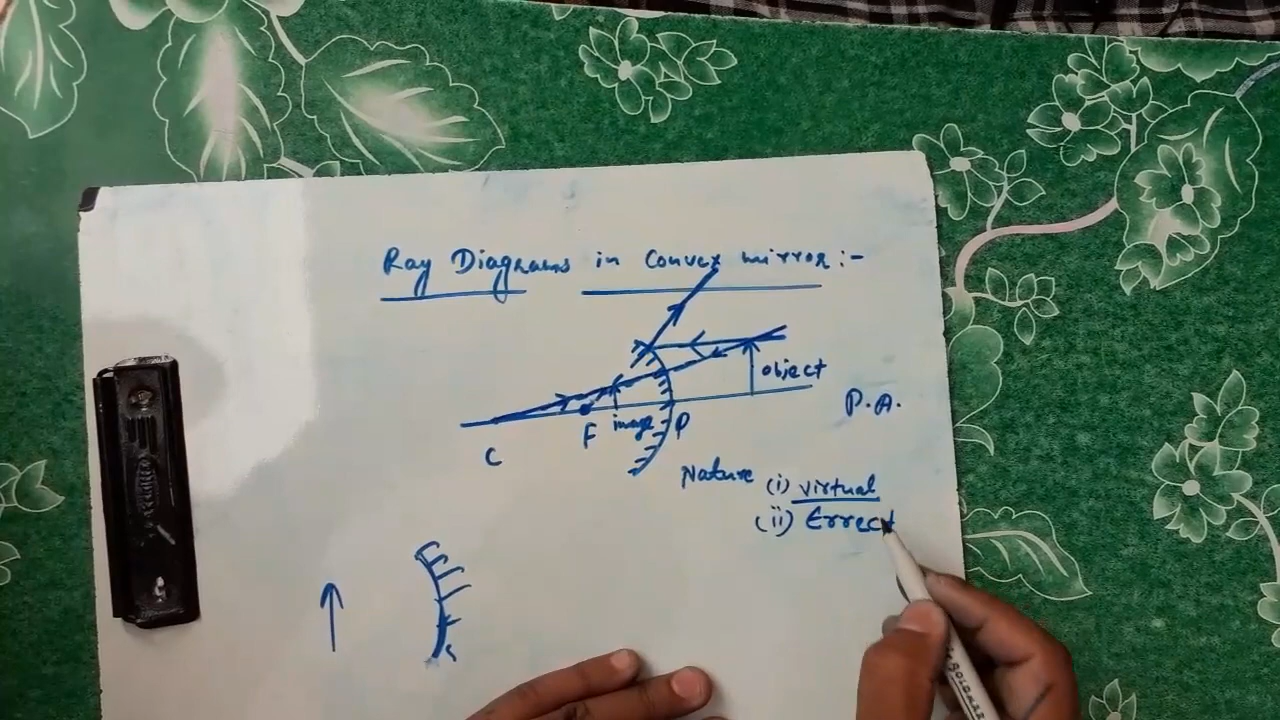 Ray Diagrams in Convex mirror:-
object
P.A.
F image P
C
Nature (i) virtual
(ii) Errect